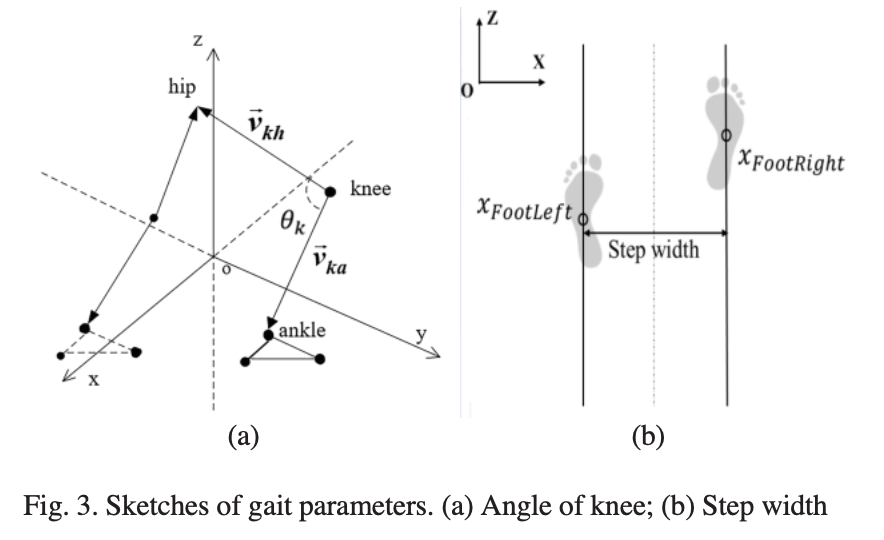 z
hip
v⃗kh
knee
θk
v⃗ka
o
ankle
y
x
(a)
Z
X
O
xFootRight
xFootLeft
Step width
(b)
Fig. 3. Sketches of gait parameters. (a) Angle of knee; (b) Step width